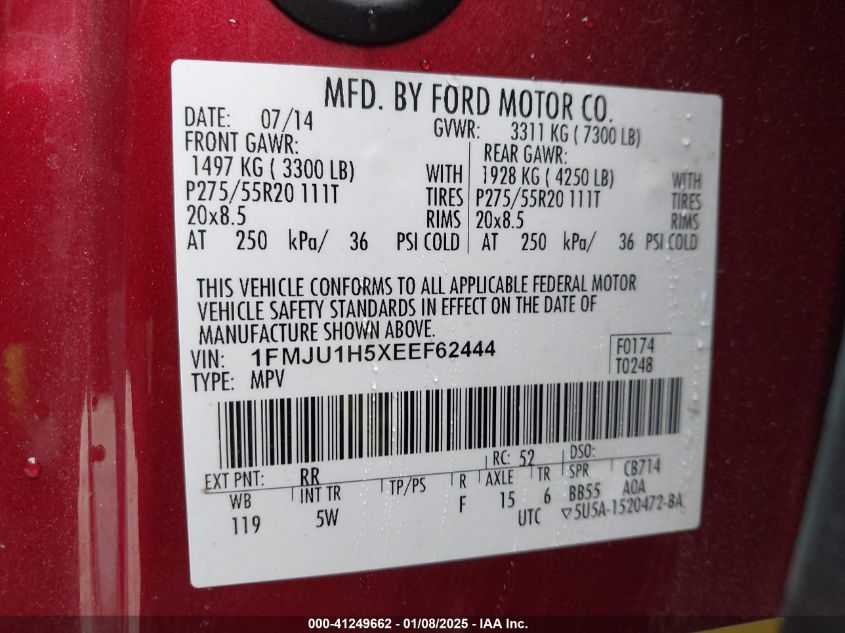 MFD. BY FORD MOTOR CO.
DATE: 07/14
GVWR: 3311 KG ( 7300 LB)
FRONT GAWR:
1497 KG ( 3300 LB) WITH
P275/55R20 111T TIRES
20x8.5 RIMS
AT 250 kPa/ 36 PSI COLD
REAR GAWR:
1928 KG ( 4250 LB) WITH
P275/55R20 111T TIRES
20x8.5 RIMS
AT 250 kPa/ 36 PSI COLD
THIS VEHICLE CONFORMS TO ALL APPLICABLE FEDERAL MOTOR
VEHICLE SAFETY STANDARDS IN EFFECT ON THE DATE OF
MANUFACTURE SHOWN ABOVE.
VIN: 1FMJU1H5XEEF62444
F0174
TYPE: MPV
T0248
EXT PNT: RR RC: 52 DSO:
WB INT TR TP/PS R AXLE TR SPR CB714
119 5W F 15 6 BB55 AOA
UTC ▽5U5A-1520472-BA
000-41249662 - 01/08/2025 - IAA Inc.